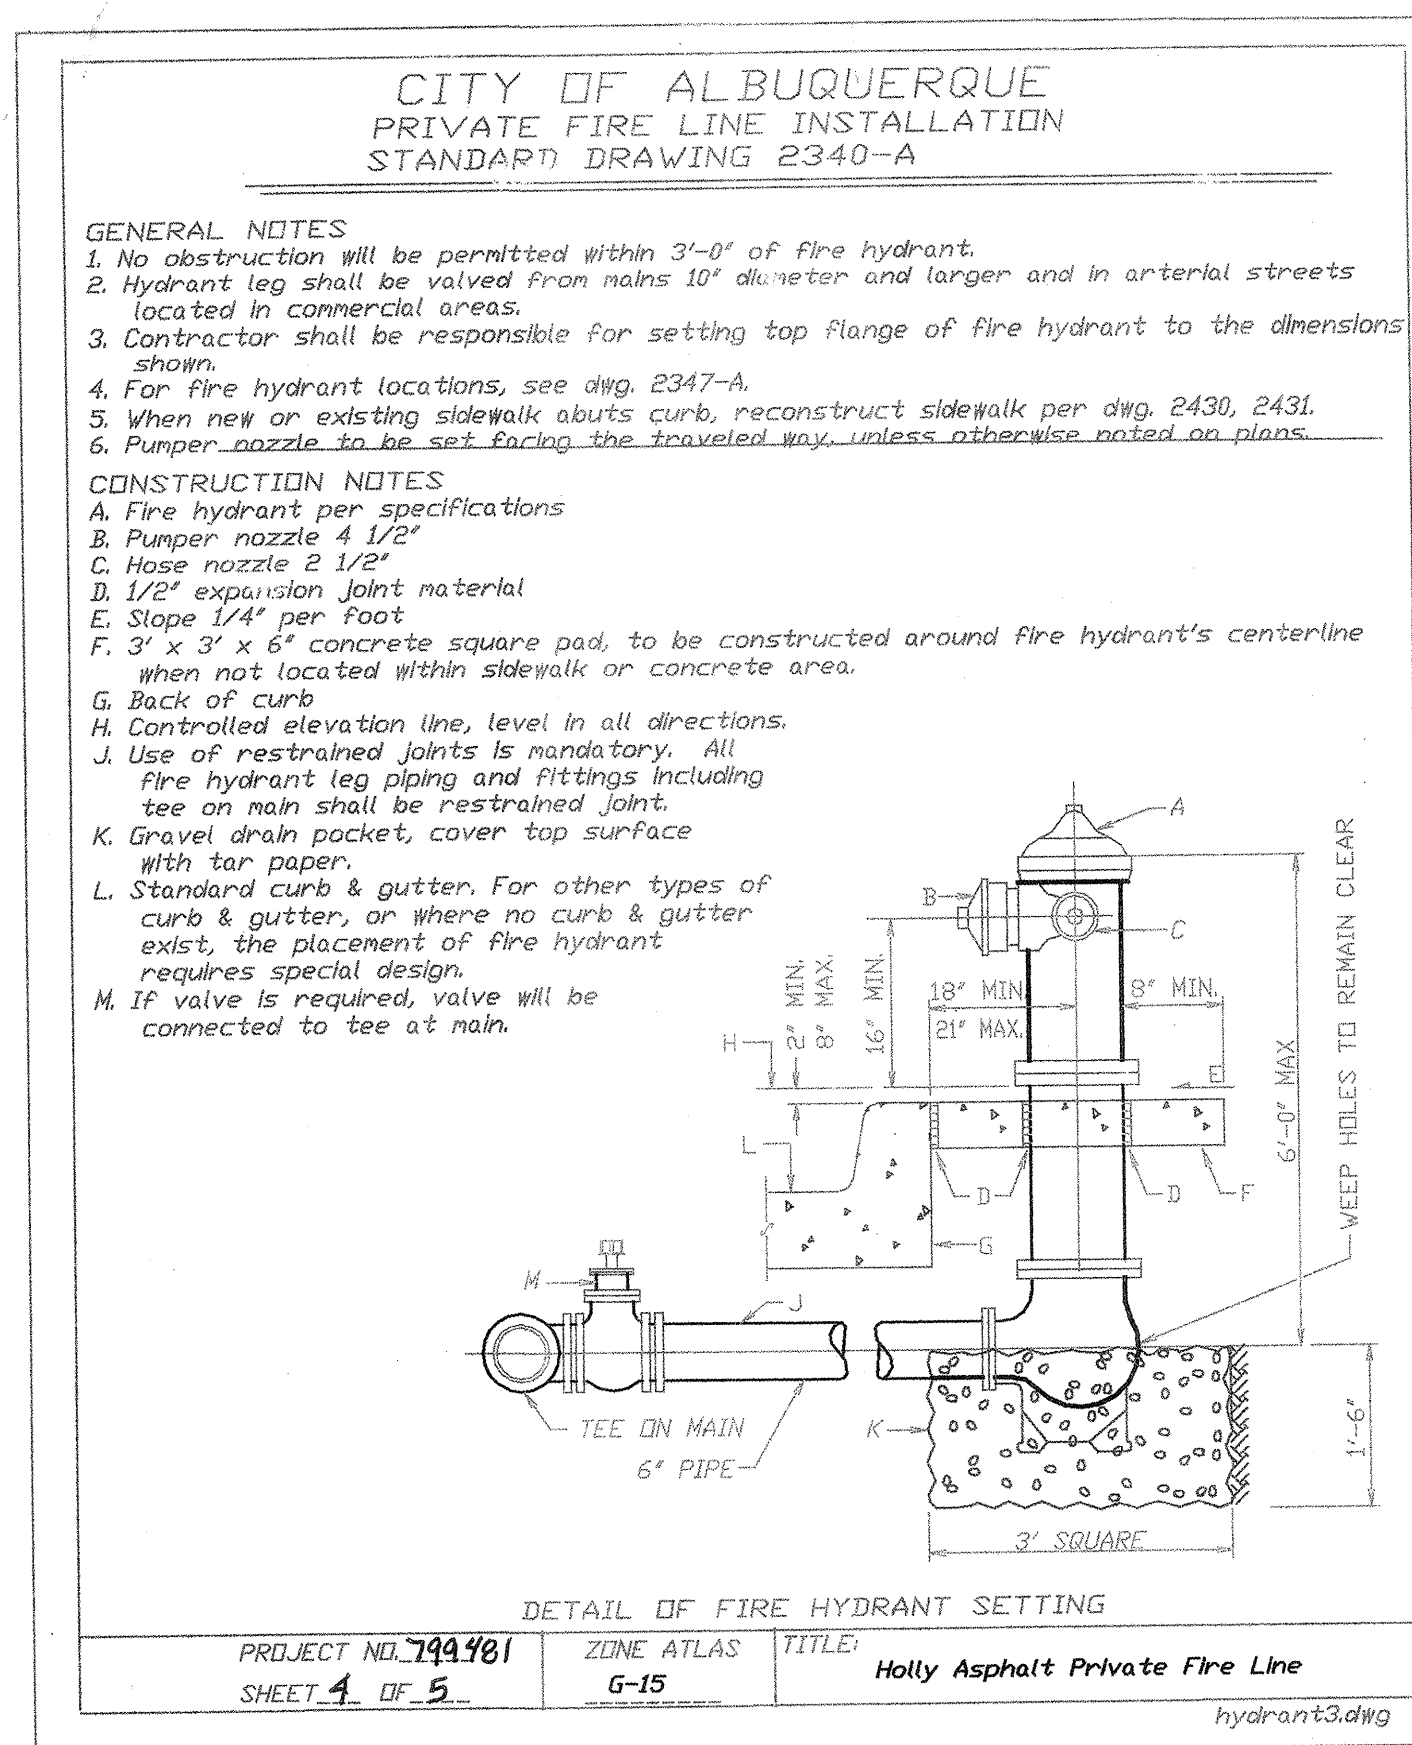 CITY OF ALBUQUERQUE
PRIVATE FIRE LINE INSTALLATION
STANDARD DRAWING 2340-A
GENERAL NOTES
1. No obstruction will be permitted within 3'-0" of fire hydrant.
2. Hydrant leg shall be valved from mains 10" diameter and larger and in arterial streets
located in commercial areas.
3. Contractor shall be responsible for setting top flange of fire hydrant to the dimensions
shown.
4. For fire hydrant locations, see dwg. 2347-A.
5. When new or existing sidewalk abuts curb, reconstruct sidewalk per dwg. 2430, 2431.
6. Pumper nozzle to be set facing the traveled way, unless otherwise noted on plans.
CONSTRUCTION NOTES
A. Fire hydrant per specifications
B. Pumper nozzle 4 1/2"
C. Hose nozzle 2 1/2"
D. 1/2" expansion joint material
E. Slope 1/4" per foot
F. 3' x 3' x 6" concrete square pad, to be constructed around fire hydrant's centerline
when not located within sidewalk or concrete area.
G. Back of curb
H. Controlled elevation line, level in all directions.
J. Use of restrained joints is mandatory. All
fire hydrant leg piping and fittings including
tee on main shall be restrained joint.
K. Gravel drain pocket, cover top surface
with tar paper.
L. Standard curb & gutter. For other types of
curb & gutter, or where no curb & gutter
exist, the placement of fire hydrant
requires special design.
M. If valve is required, valve will be
connected to tee at main.
A
B
C
2" MIN.
8" MAX.
16" MIN.
18" MIN.
21" MAX.
8" MIN.
H
E
6'-0" MAX
WEEP HOLES TO REMAIN CLEAR
L
D
D
F
G
M
J
TEE ON MAIN
6" PIPE
K
1'-6"
3' SQUARE
DETAIL OF FIRE HYDRANT SETTING
PROJECT NO. 799481
SHEET 4 OF 5
ZONE ATLAS
G-15
TITLE:
Holly Asphalt Private Fire Line
hydrant3.dwg